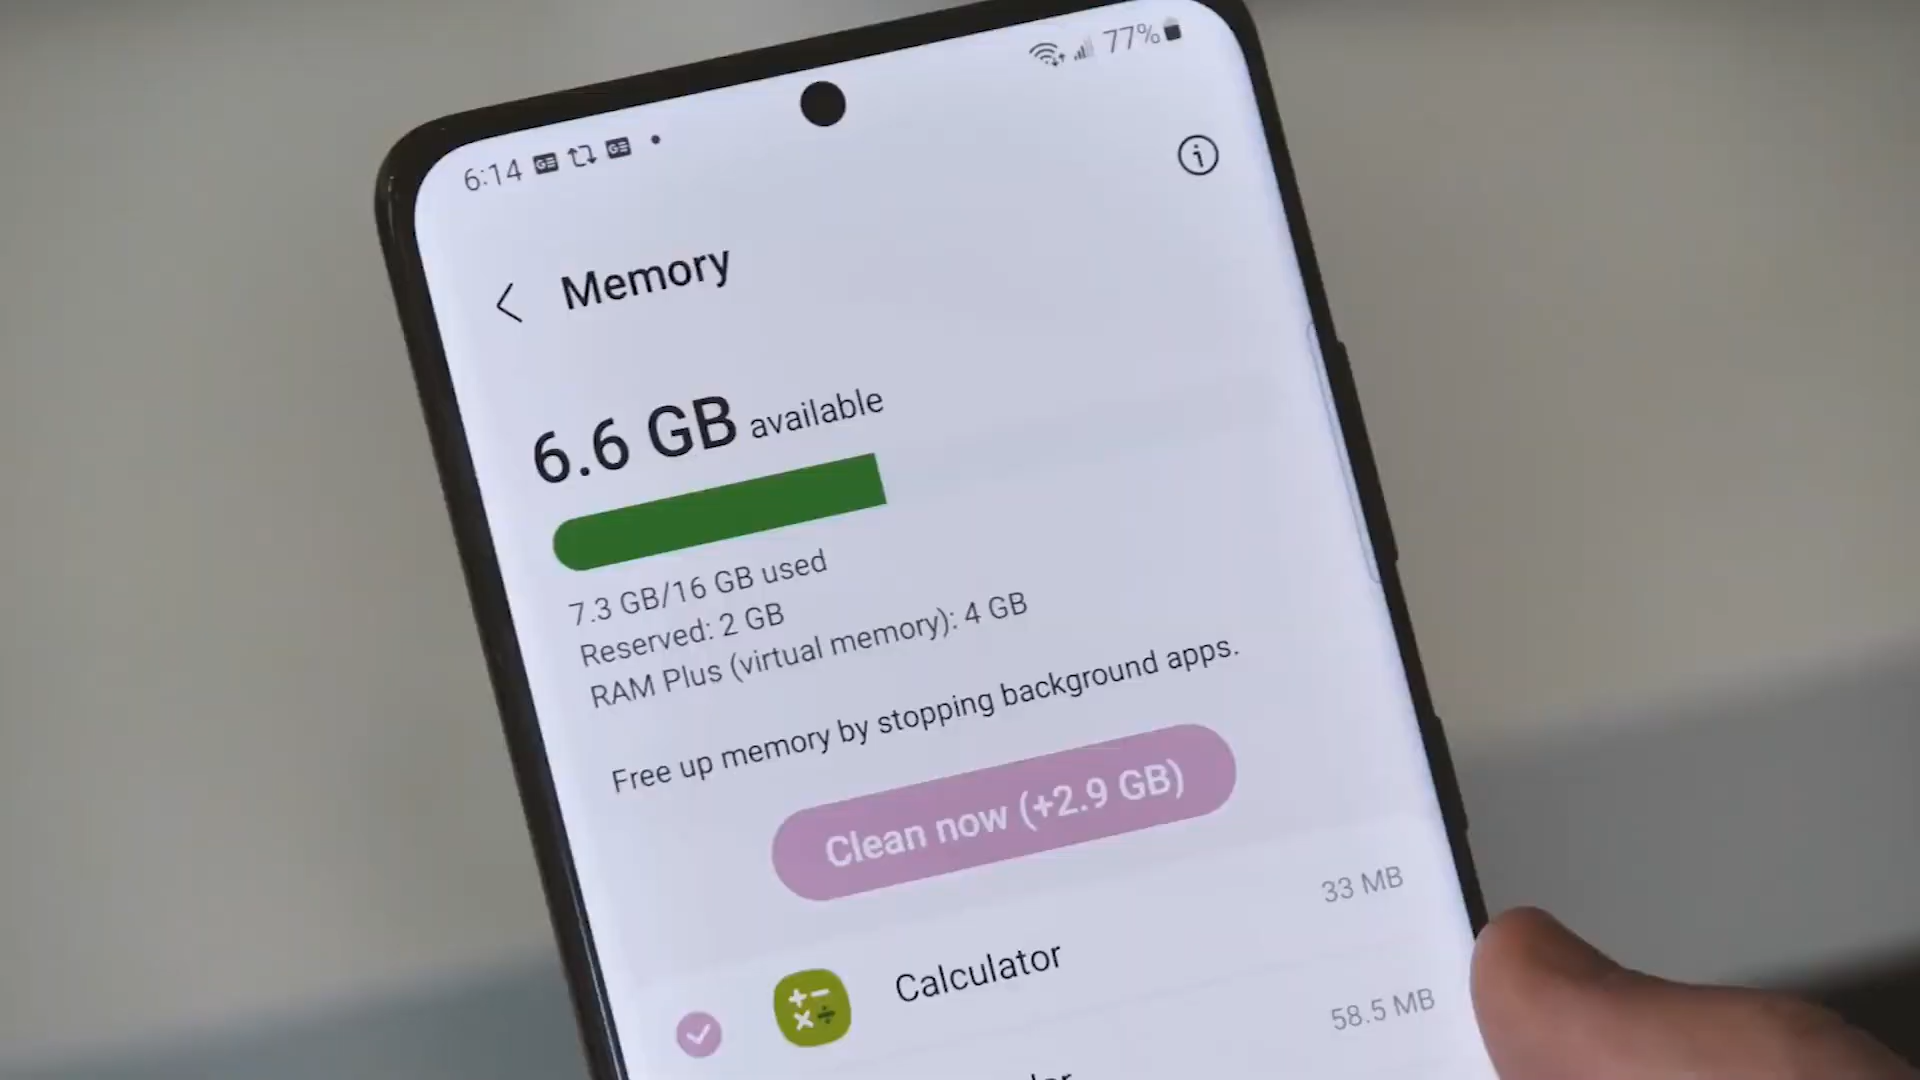 6:14 GE GE 77%
Memory
6.6 GB available
7.3 GB/16 GB used
Reserved: 2 GB
RAM Plus (virtual memory): 4 GB
Free up memory by stopping background apps.
Clean now (+2.9 GB)
Calculator
33 MB
58.5 MB